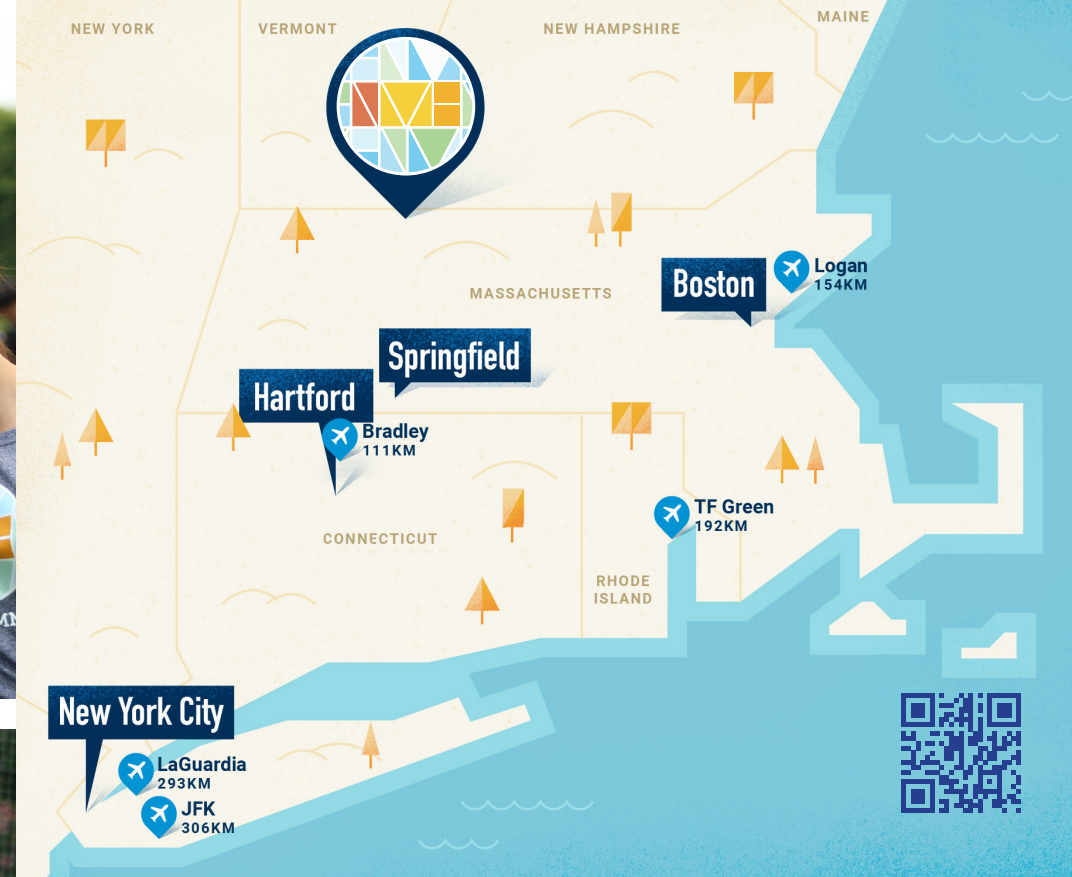 NEW YORK
VERMONT
NEW HAMPSHIRE
MAINE
Logan
154KM
Boston
MASSACHUSETTS
Springfield
Hartford
Bradley
111KM
TF Green
192KM
CONNECTICUT
RHODE
ISLAND
New York City
LaGuardia
293KM
JFK
306KM